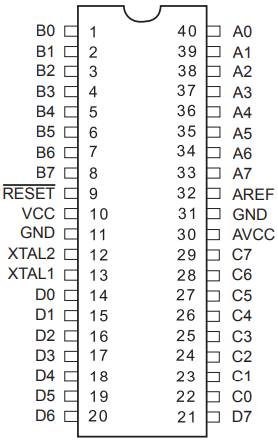 B0 1 40 A0
B1 2 39 A1
B2 3 38 A2
B3 4 37 A3
B4 5 36 A4
B5 6 35 A5
B6 7 34 A6
B7 8 33 A7
RESET 9 32 AREF
VCC 10 31 GND
GND 11 30 AVCC
XTAL2 12 29 C7
XTAL1 13 28 C6
D0 14 27 C5
D1 15 26 C4
D2 16 25 C3
D3 17 24 C2
D4 18 23 C1
D5 19 22 C0
D6 20 21 D7